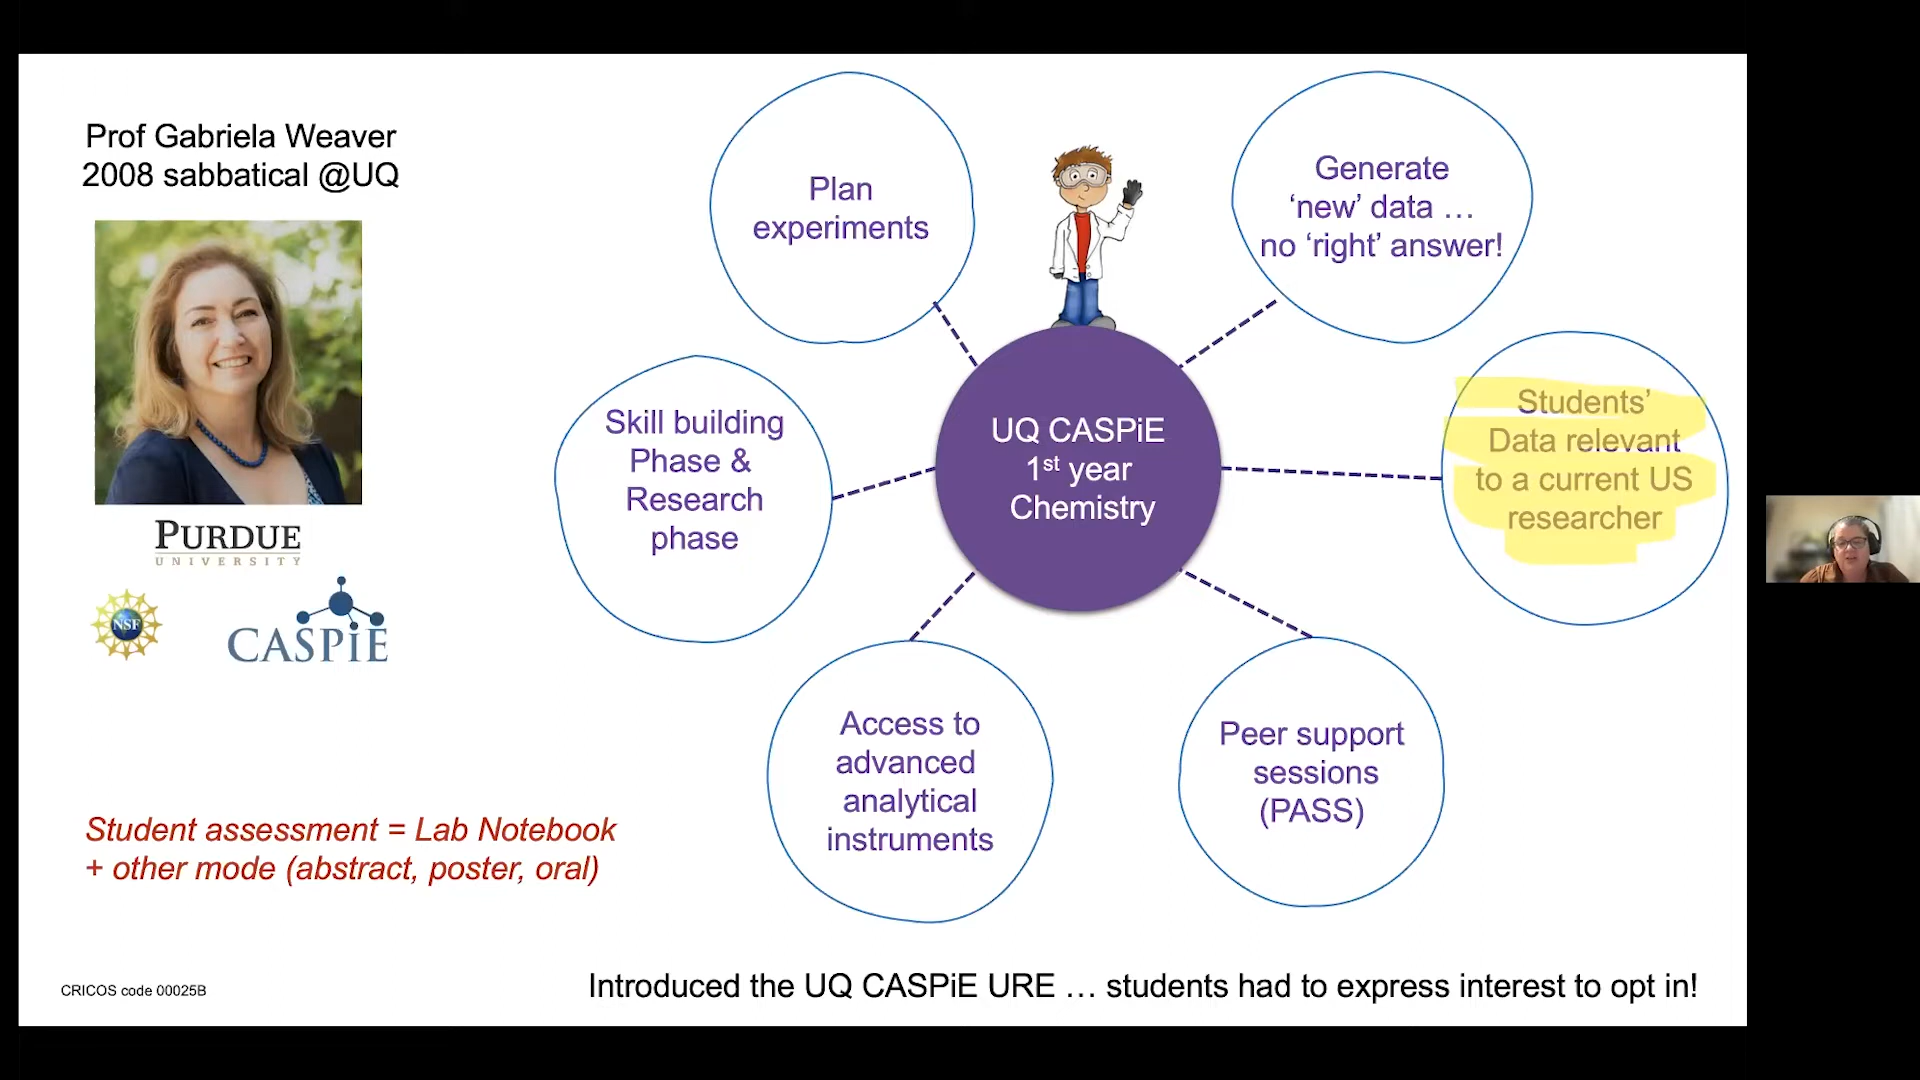 Prof Gabriela Weaver
2008 sabbatical @UQ
PURDUE
UNIVERSITY
NSF
CASPiE
Student assessment = Lab Notebook
+ other mode (abstract, poster, oral)
CRICOS code 00025B
Plan
experiments
Generate
‘new’ data …
no ‘right’ answer!
Skill building
Phase &
Research
phase
UQ CASPiE
1st year
Chemistry
Students’
Data relevant
to a current US
researcher
Access to
advanced
analytical
instruments
Peer support
sessions
(PASS)
Introduced the UQ CASPiE URE … students had to express interest to opt in!